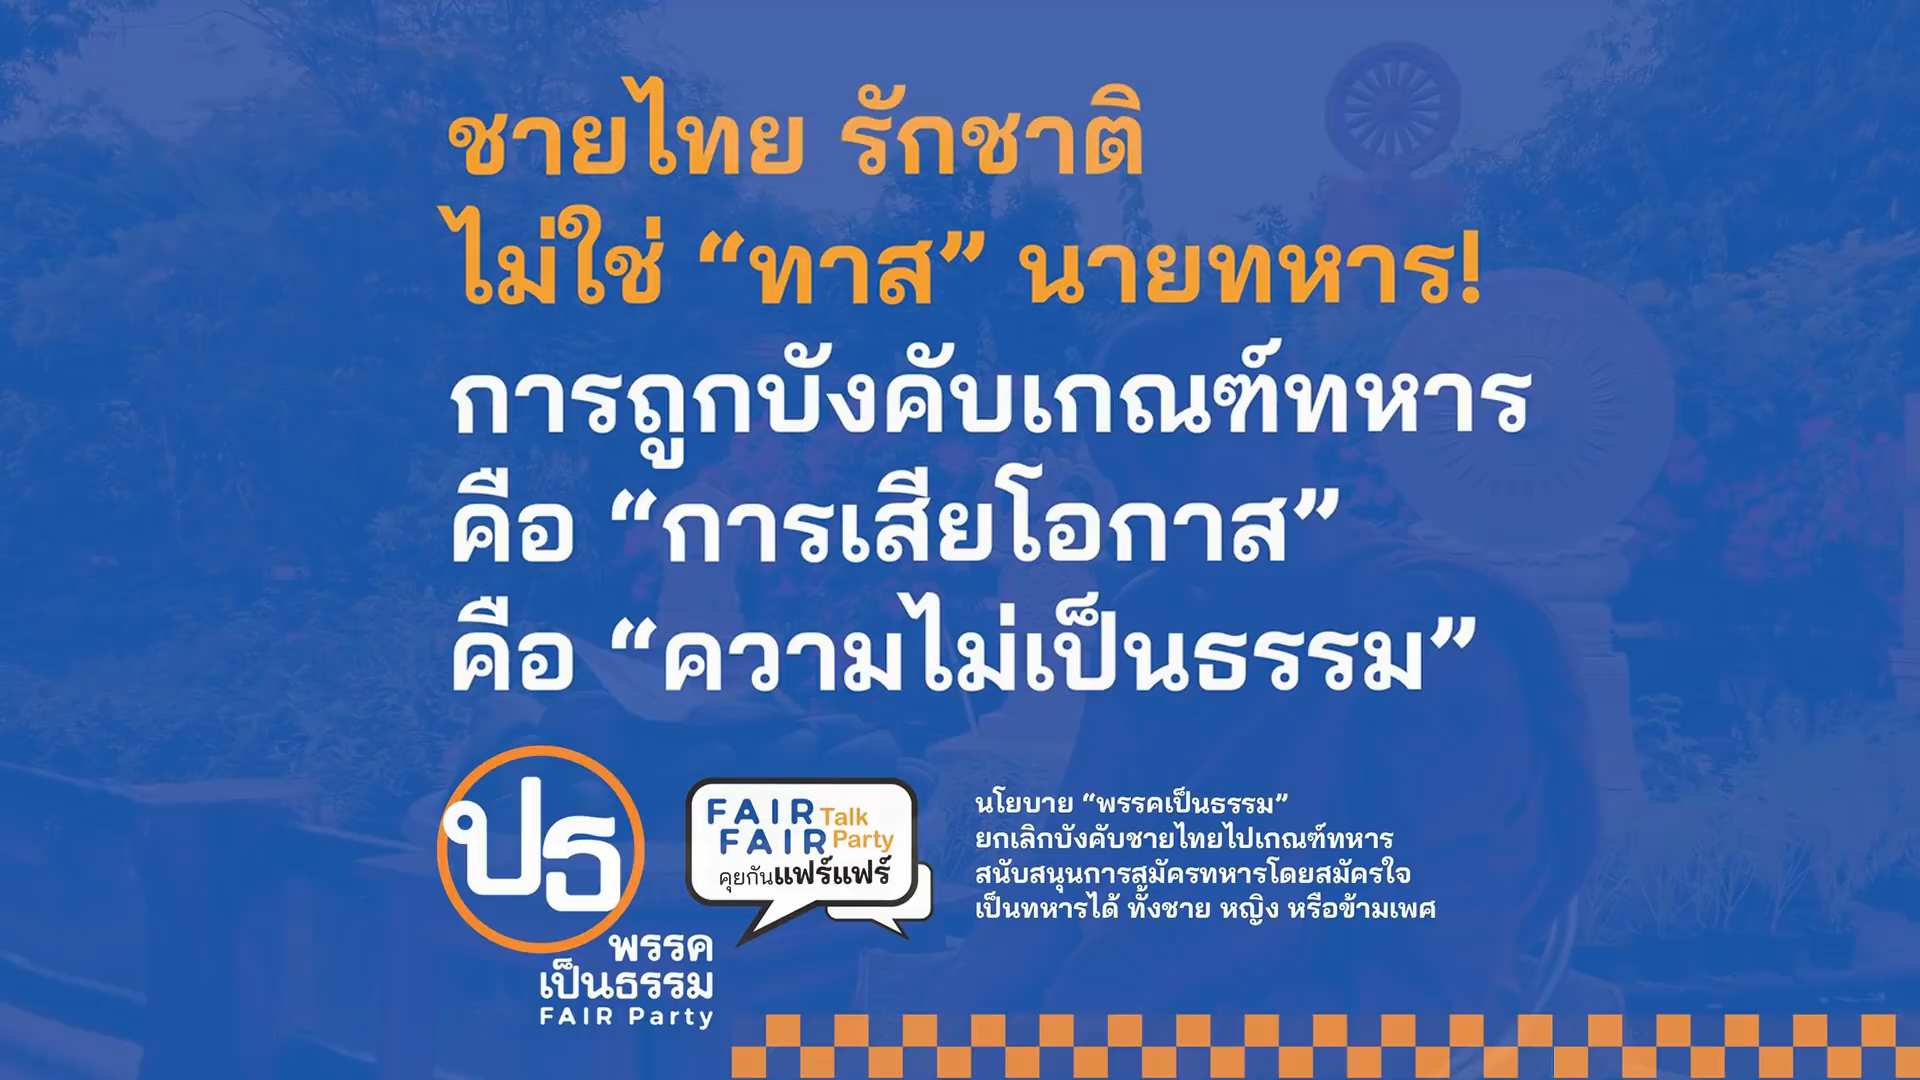 ชายไทย รักชาติ
ไม่ใช่ “ทาส” นายทหาร!
การถูกบังคับเกณฑ์ทหาร
คือ “การเสียโอกาส”
คือ “ความไม่เป็นธรรม”
ปธ
พรรค
เป็นธรรม
FAIR Party
FAIR Talk
FAIR Party
คุยกันแฟร์แฟร์
นโยบาย “พรรคเป็นธรรม”
ยกเลิกบังคับชายไทยไปเกณฑ์ทหาร
สนับสนุนการสมัครทหารโดยสมัครใจ
เป็นทหารได้ ทั้งชาย หญิง หรือข้ามเพศ